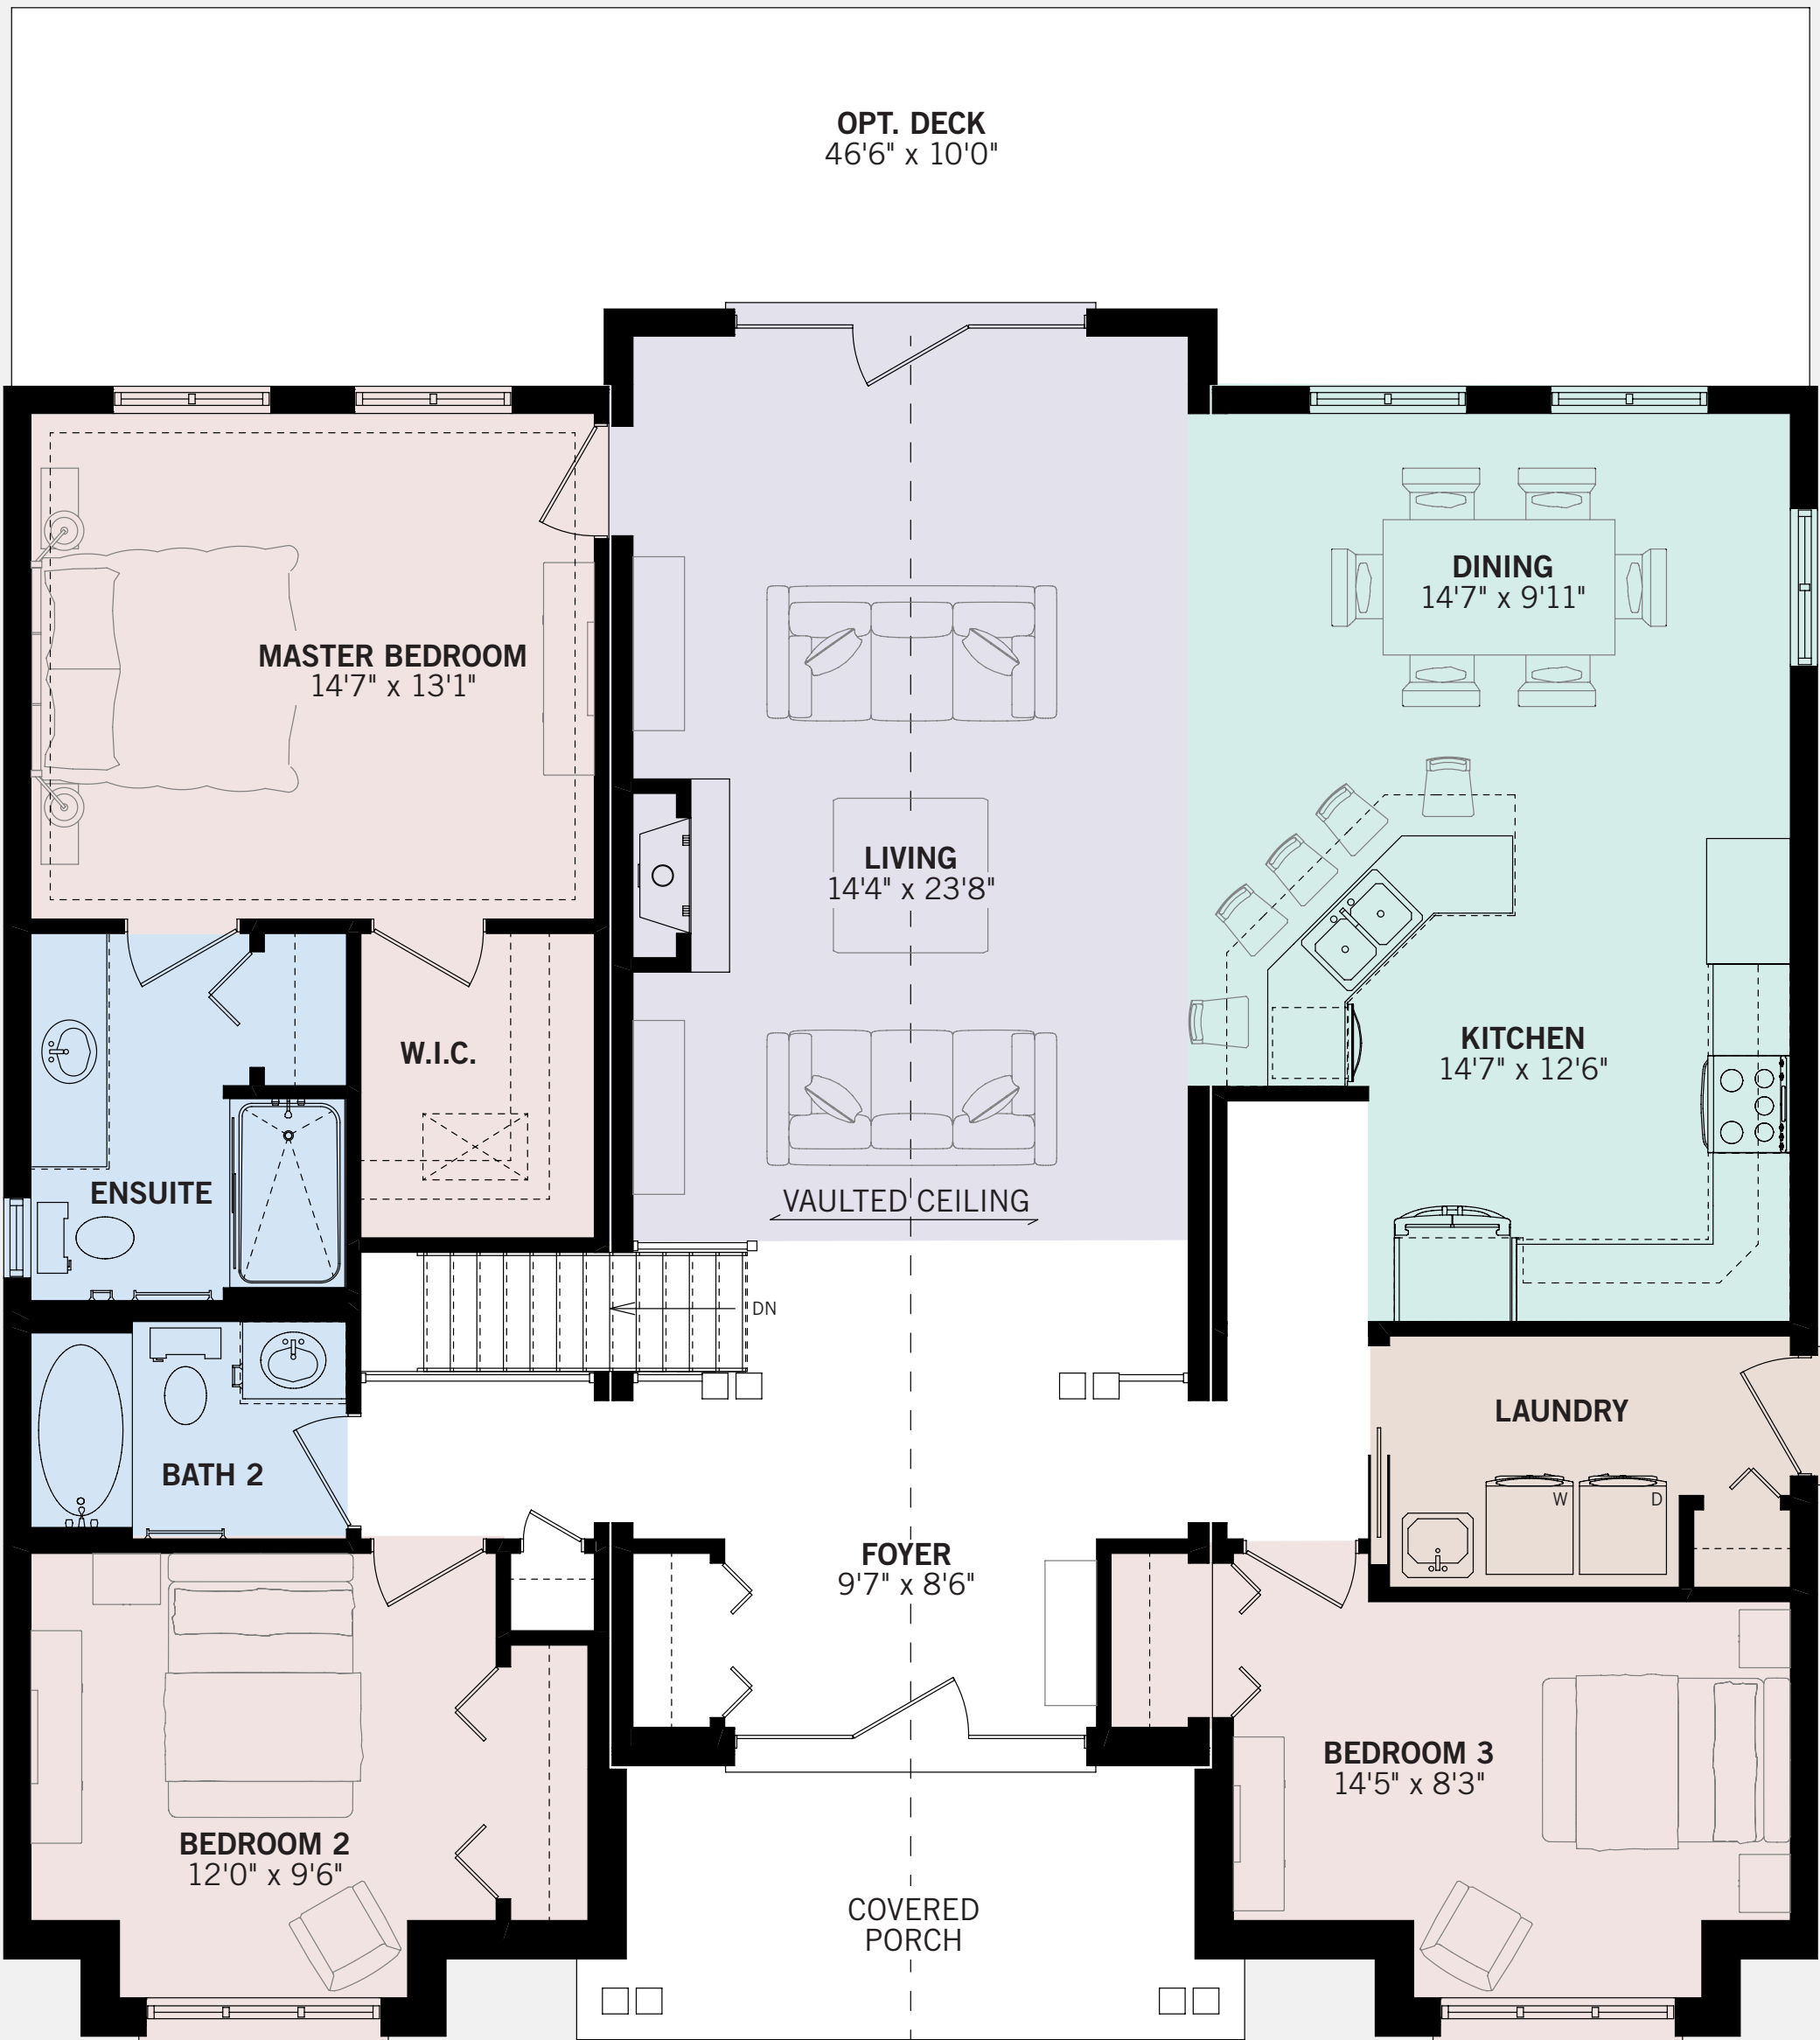 OPT. DECK
46'6" x 10'0"
DINING
14'7" x 9'11"
MASTER BEDROOM
14'7" x 13'1"
LIVING
14'4" x 23'8"
KITCHEN
14'7" x 12'6"
W.I.C.
ENSUITE
VAULTED CEILING
DN
LAUNDRY
BATH 2
W
D
FOYER
9'7" x 8'6"
BEDROOM 3
14'5" x 8'3"
BEDROOM 2
12'0" x 9'6"
COVERED
PORCH